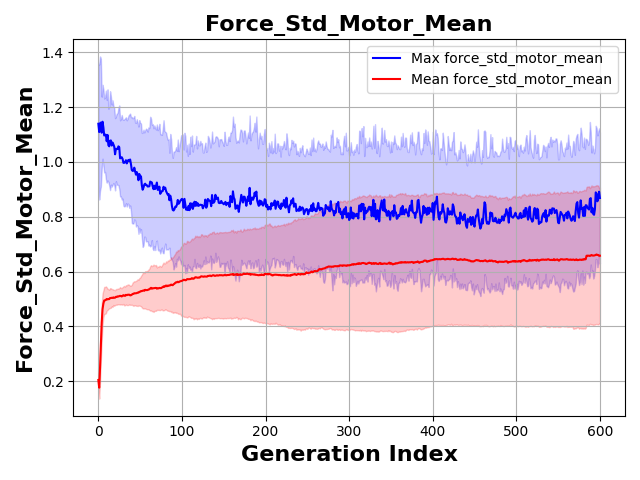 Force_Std_Motor_Mean
Max force_std_motor_mean
Mean force_std_motor_mean
Force_Std_Motor_Mean
1.4
1.2
1.0
0.8
0.6
0.4
0.2
0 100 200 300 400 500 600
Generation Index